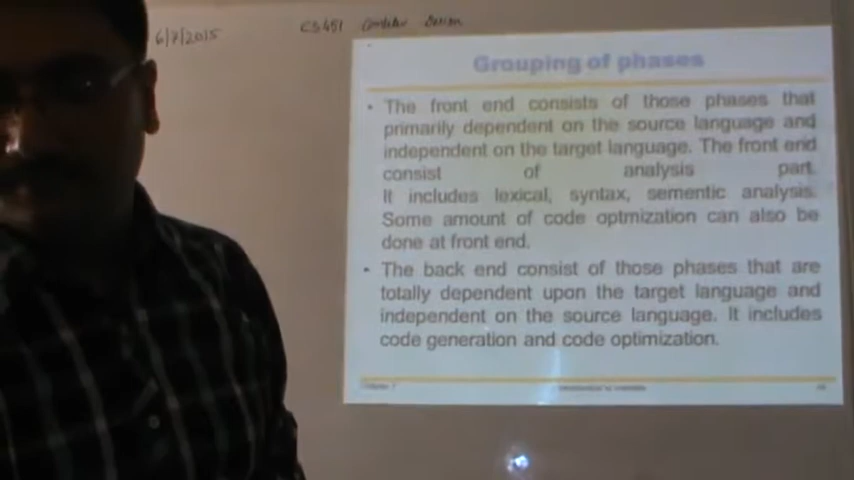 6/7/2015
CS451 Compiler Design
Grouping of phases
• The front end consists of those phases that
primarily dependent on the source language and
independent on the target language. The front end
consist of analysis part.
It includes lexical, syntax, sementic analysis.
Some amount of code optmization can also be
done at front end.
• The back end consist of those phases that are
totally dependent upon the target language and
independent on the source language. It includes
code generation and code optimization.